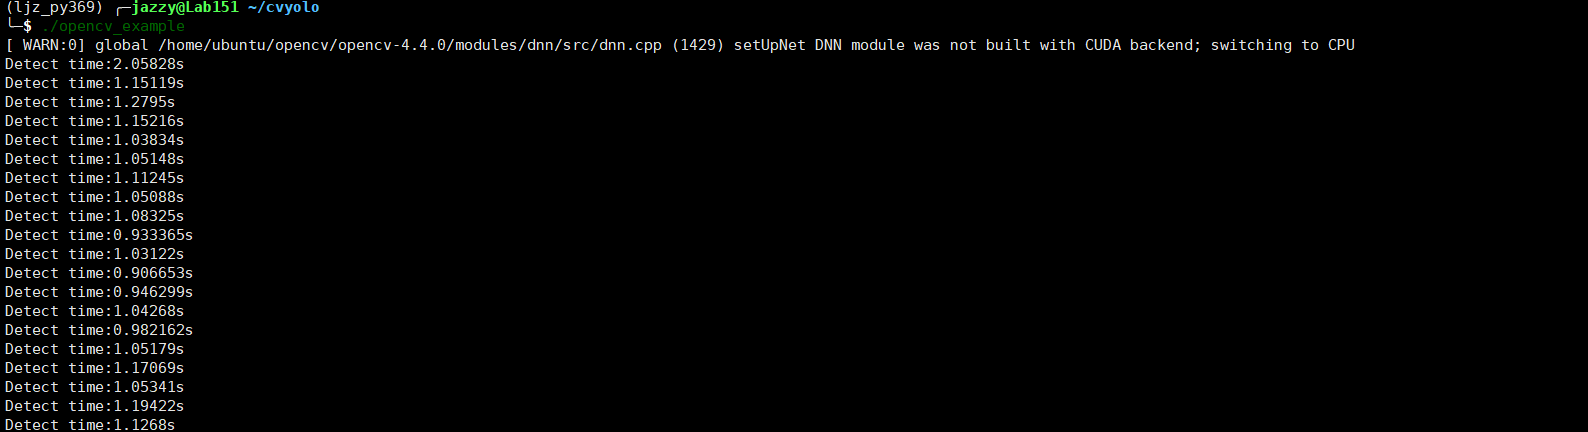 (ljz_py369) ╭─jazzy@Lab151 ~/cvyolo
╰─$ ./opencv_example
[ WARN:0] global /home/ubuntu/opencv/opencv-4.4.0/modules/dnn/src/dnn.cpp (1429) setUpNet DNN module was not built with CUDA backend; switching to CPU
Detect time:2.05828s
Detect time:1.15119s
Detect time:1.2795s
Detect time:1.15216s
Detect time:1.03834s
Detect time:1.05148s
Detect time:1.11245s
Detect time:1.05088s
Detect time:1.08325s
Detect time:0.933365s
Detect time:1.03122s
Detect time:0.906653s
Detect time:0.946299s
Detect time:1.04268s
Detect time:0.982162s
Detect time:1.05179s
Detect time:1.17069s
Detect time:1.05341s
Detect time:1.19422s
Detect time:1.1268s